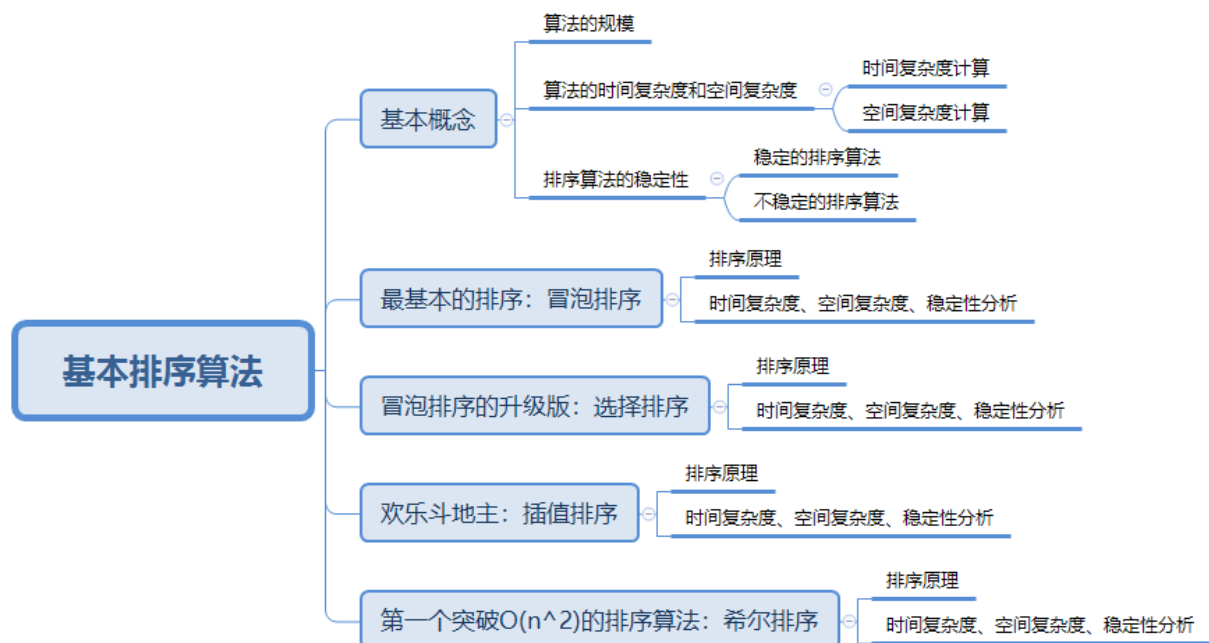 基本排序算法
基本概念
算法的规模
算法的时间复杂度和空间复杂度
时间复杂度计算
空间复杂度计算
排序算法的稳定性
稳定的排序算法
不稳定的排序算法
最基本的排序：冒泡排序
排序原理
时间复杂度、空间复杂度、稳定性分析
冒泡排序的升级版：选择排序
排序原理
时间复杂度、空间复杂度、稳定性分析
欢乐斗地主：插值排序
排序原理
时间复杂度、空间复杂度、稳定性分析
第一个突破O(n^2)的排序算法：希尔排序
排序原理
时间复杂度、空间复杂度、稳定性分析